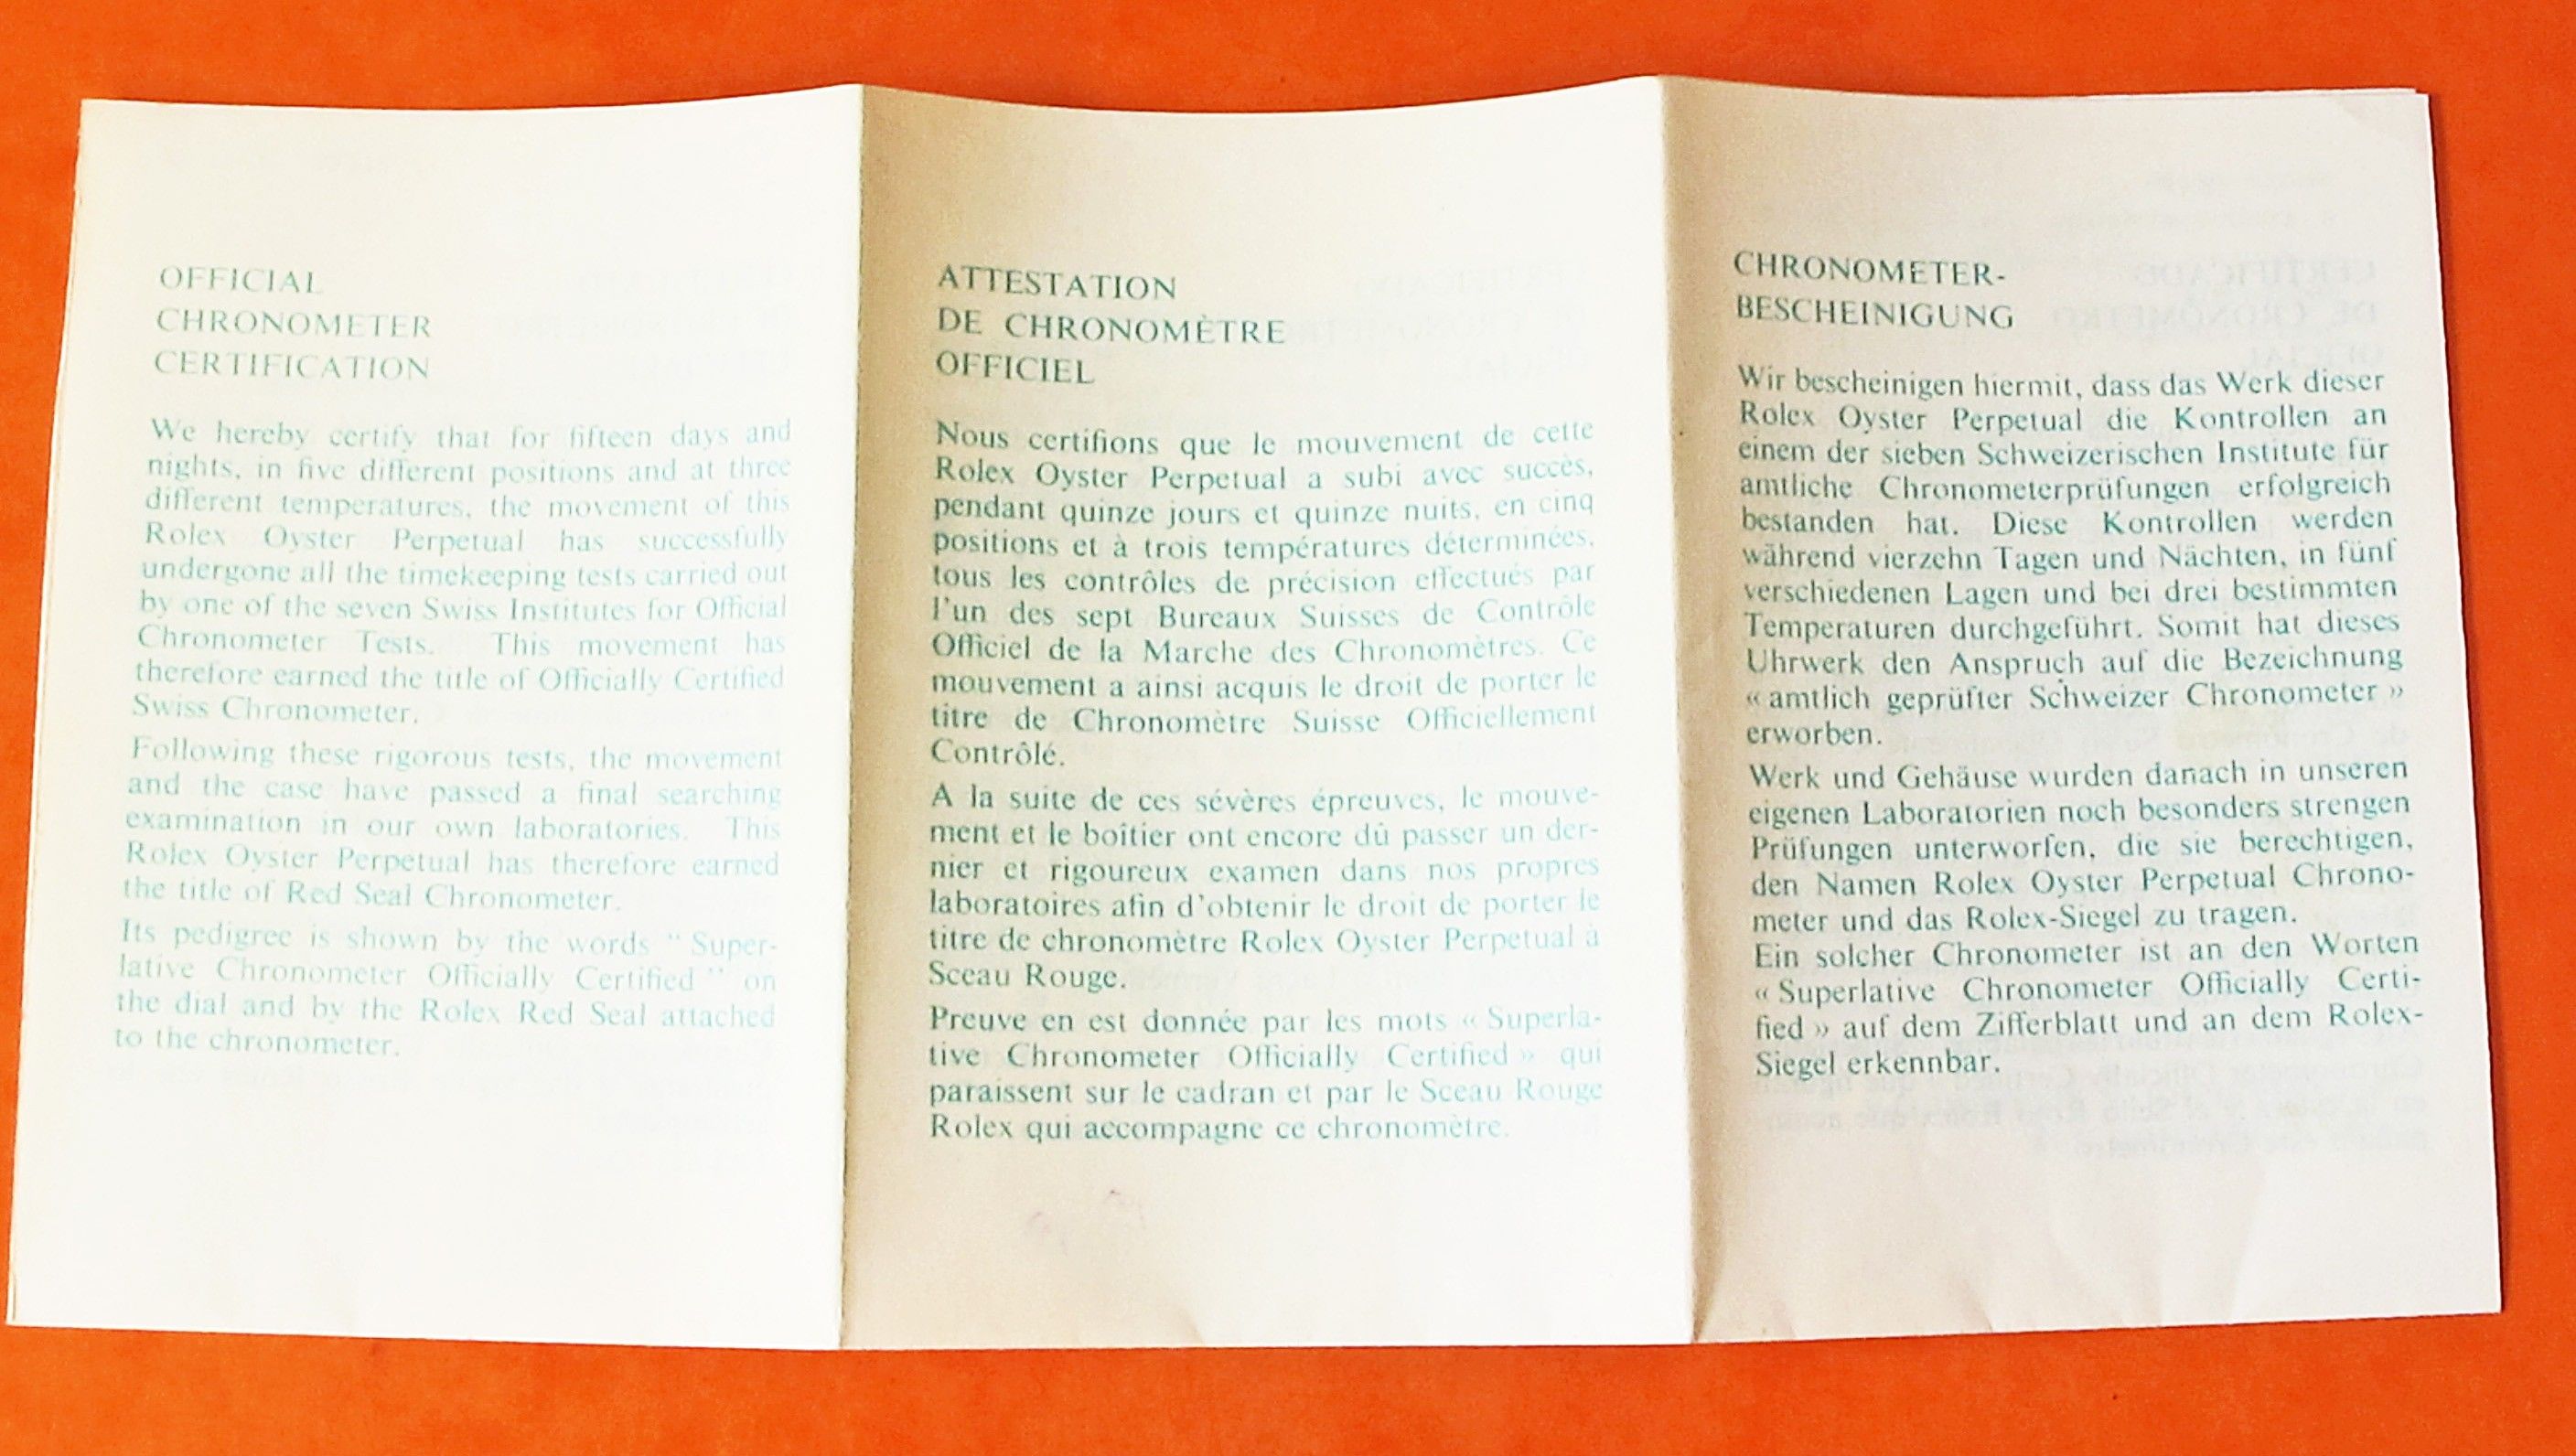 OFFICIAL
CHRONOMETER
CERTIFICATION
We hereby certify that for fifteen days and
nights, in five different positions and at three
different temperatures, the movement of this
Rolex Oyster Perpetual has successfully
undergone all the timekeeping tests carried out
by one of the seven Swiss Institutes for Official
Chronometer Tests. This movement has
therefore earned the title of Officially Certified
Swiss Chronometer.
Following these rigorous tests, the movement
and the case have passed a final searching
examination in our own laboratories. This
Rolex Oyster Perpetual has therefore earned
the title of Red Seal Chronometer.
Its pedigree is shown by the words “ Super-
lative Chronometer Officially Certified ” on
the dial and by the Rolex Red Seal attached
to the chronometer.
ATTESTATION
DE CHRONOMÈTRE
OFFICIEL
Nous certifions que le mouvement de cette
Rolex Oyster Perpetual a subi avec succès,
pendant quinze jours et quinze nuits, en cinq
positions et à trois températures déterminées,
tous les contrôles de précision effectués par
l’un des sept Bureaux Suisses de Contrôle
Officiel de la Marche des Chronomètres. Ce
mouvement a ainsi acquis le droit de porter le
titre de Chronomètre Suisse Officiellement
Contrôlé.
A la suite de ces sévères épreuves, le mouve-
ment et le boîtier ont encore dû passer un der-
nier et rigoureux examen dans nos propres
laboratoires afin d’obtenir le droit de porter le
titre de chronomètre Rolex Oyster Perpetual à
Sceau Rouge.
Preuve en est donnée par les mots « Superla-
tive Chronometer Officially Certified » qui
paraissent sur le cadran et par le Sceau Rouge
Rolex qui accompagne ce chronomètre.
CHRONOMETER-
BESCHEINIGUNG
Wir bescheinigen hiermit, dass das Werk dieser
Rolex Oyster Perpetual die Kontrollen an
einem der sieben Schweizerischen Institute für
amtliche Chronometerprüfungen erfolgreich
bestanden hat. Diese Kontrollen werden
während vierzehn Tagen und Nächten, in fünf
verschiedenen Lagen und bei drei bestimmten
Temperaturen durchgeführt. Somit hat dieses
Uhrwerk den Anspruch auf die Bezeichnung
« amtlich geprüfter Schweizer Chronometer »
erworben.
Werk und Gehäuse wurden danach in unseren
eigenen Laboratorien noch besonders strengen
Prüfungen unterworfen, die sie berechtigen,
den Namen Rolex Oyster Perpetual Chrono-
meter und das Rolex-Siegel zu tragen.
Ein solcher Chronometer ist an den Worten
« Superlative Chronometer Officially Certi-
fied » auf dem Zifferblatt und an dem Rolex-
Siegel erkennbar.